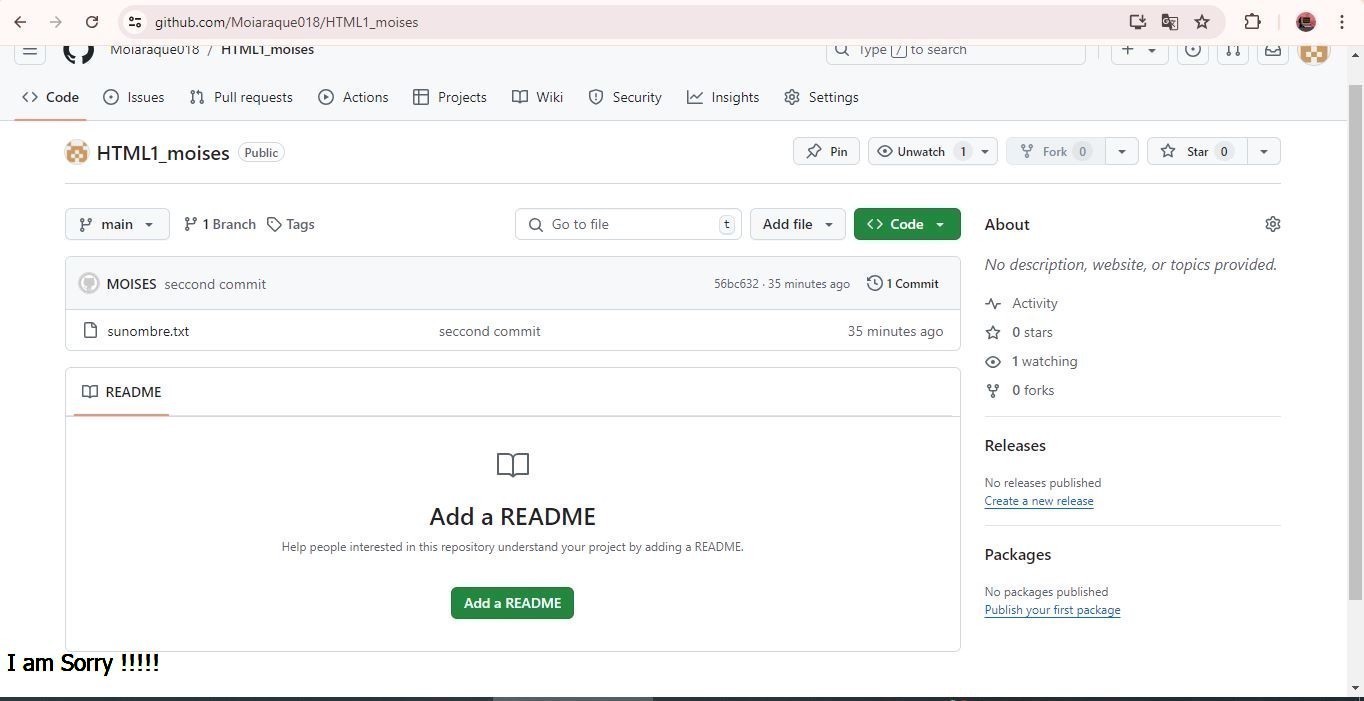 github.com/Moiaraque018/HTML1_moises
Moiaraque018 / HTML1_moises
Type / to search
Code Issues Pull requests Actions Projects Wiki Security Insights Settings
HTML1_moises Public
Pin Unwatch 1 Fork 0 Star 0
main 1 Branch Tags Go to file t Add file Code
MOISES seccond commit 56bc632 · 35 minutes ago 1 Commit
sunombre.txt seccond commit 35 minutes ago
README
Add a README
Help people interested in this repository understand your project by adding a README.
Add a README
About
No description, website, or topics provided.
Activity
0 stars
1 watching
0 forks
Releases
No releases published
Create a new release
Packages
No packages published
Publish your first package
I am Sorry !!!!!